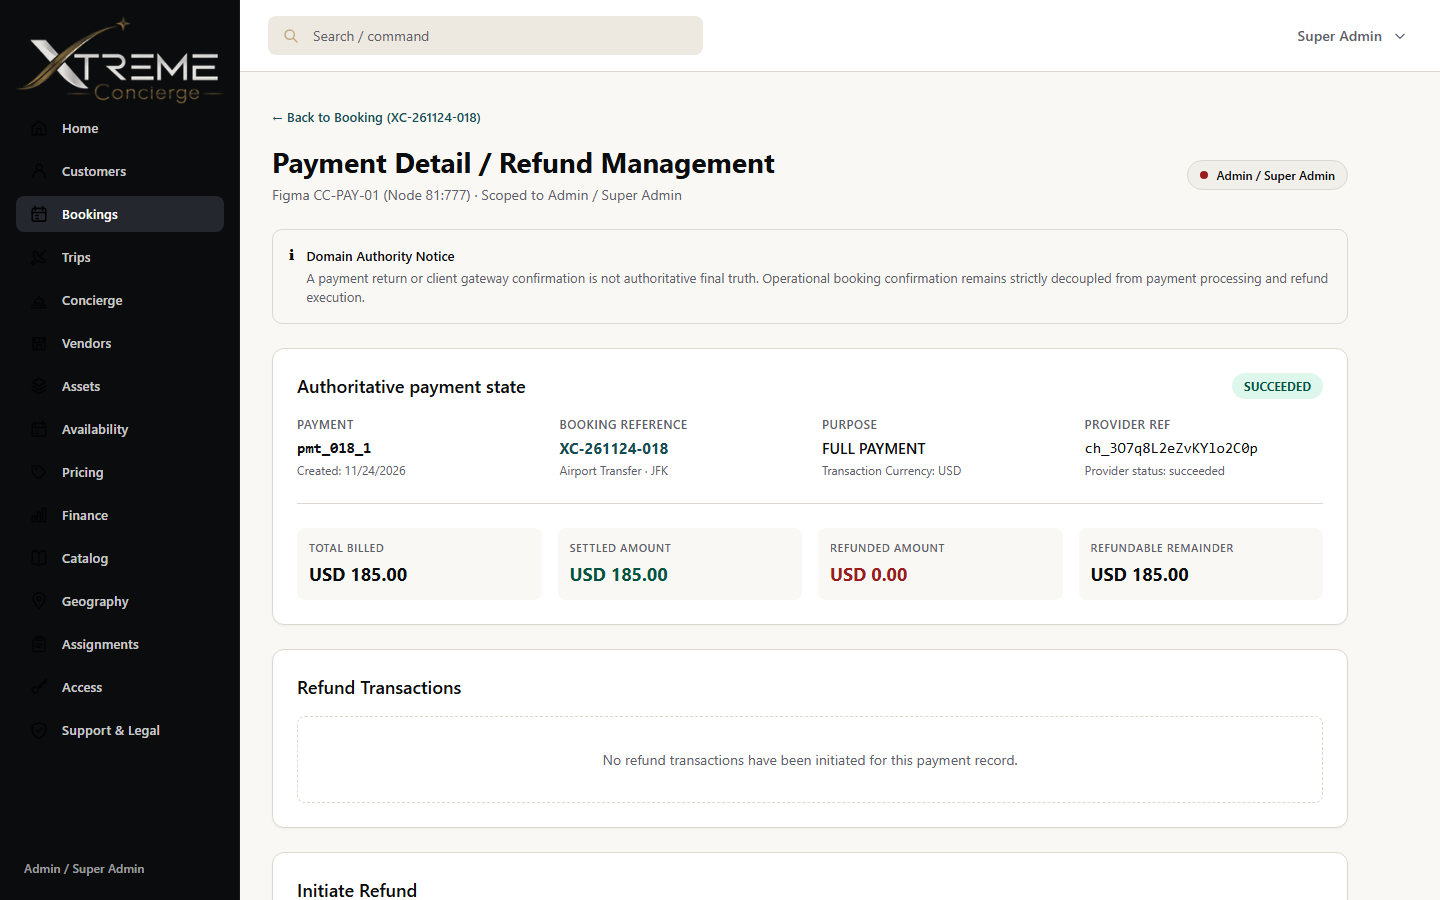 XTREME
Concierge
Home
Customers
Bookings
Trips
Concierge
Vendors
Assets
Availability
Pricing
Finance
Catalog
Geography
Assignments
Access
Support & Legal
Admin / Super Admin
Search / command
Super Admin
← Back to Booking (XC-261124-018)
Payment Detail / Refund Management
Figma CC-PAY-01 (Node 81:777) · Scoped to Admin / Super Admin
Admin / Super Admin
Domain Authority Notice
A payment return or client gateway confirmation is not authoritative final truth. Operational booking confirmation remains strictly decoupled from payment processing and refund
execution.
Authoritative payment state
SUCCEEDED
PAYMENT
pmt_018_1
Created: 11/24/2026
BOOKING REFERENCE
XC-261124-018
Airport Transfer · JFK
PURPOSE
FULL PAYMENT
Transaction Currency: USD
PROVIDER REF
ch_3O7q8L2eZvKYlo2C0p
Provider status: succeeded
TOTAL BILLED
USD 185.00
SETTLED AMOUNT
USD 185.00
REFUNDED AMOUNT
USD 0.00
REFUNDABLE REMAINDER
USD 185.00
Refund Transactions
No refund transactions have been initiated for this payment record.
Initiate Refund